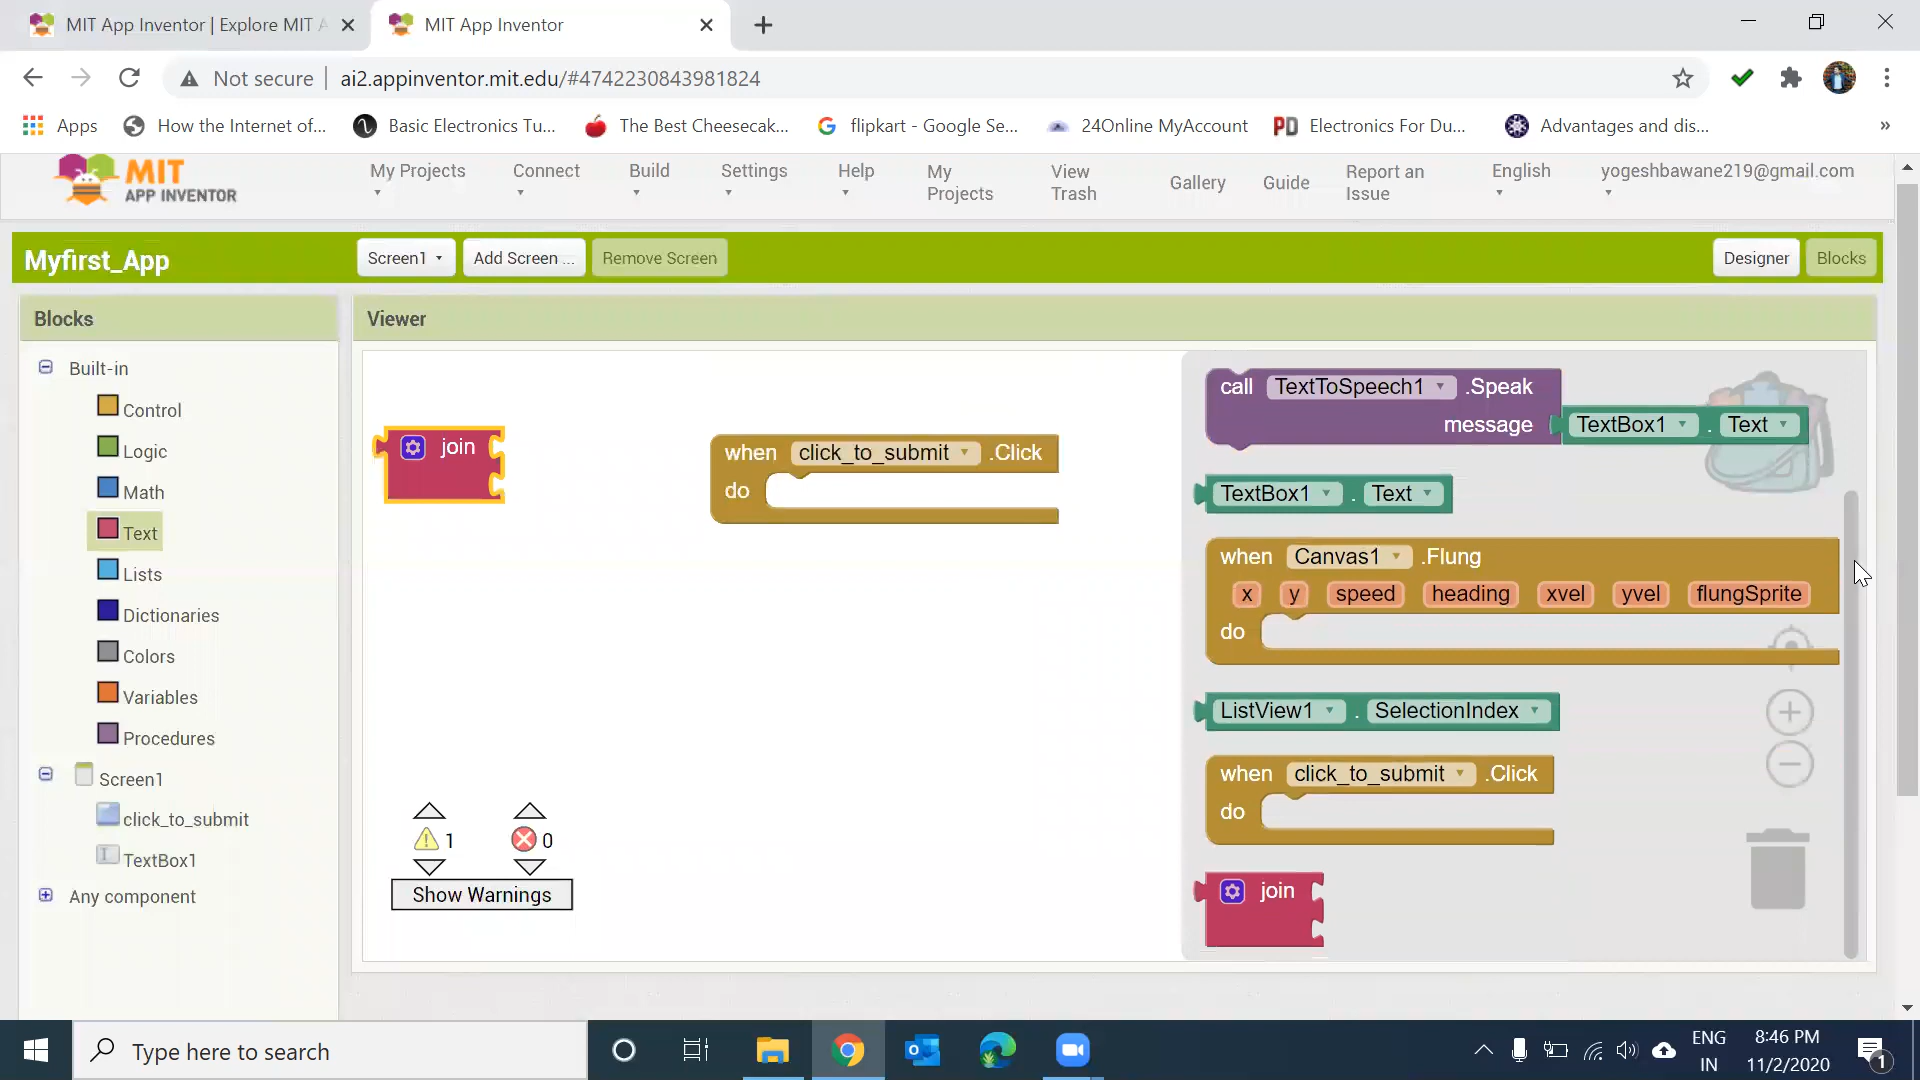 MIT App Inventor | Explore MIT A
MIT App Inventor
Not secure
ai2.appinventor.mit.edu/#4742230843981824
Apps
How the Internet of...
Basic Electronics Tu...
The Best Cheesecak...
flipkart - Google Se...
24Online MyAccount
PD Electronics For Du...
Advantages and dis...
»
MIT
APP INVENTOR
My Projects
Connect
Build
Settings
Help
My
Projects
View
Trash
Gallery
Guide
Report an
Issue
English
yogeshbawane219@gmail.com
Myfirst_App
Screen1
Add Screen ...
Remove Screen
Designer
Blocks
Blocks
Viewer
Built-in
Control
Logic
Math
Text
Lists
Dictionaries
Colors
Variables
Procedures
Screen1
click_to_submit
TextBox1
Any component
join
when click_to_submit .Click
do
1
0
Show Warnings
call TextToSpeech1 .Speak
message TextBox1 . Text
TextBox1 . Text
when Canvas1 .Flung
x y speed heading xvel yvel flungSprite
do
ListView1 . SelectionIndex
when click_to_submit .Click
do
join
Type here to search
ENG
IN
8:46 PM
11/2/2020
1